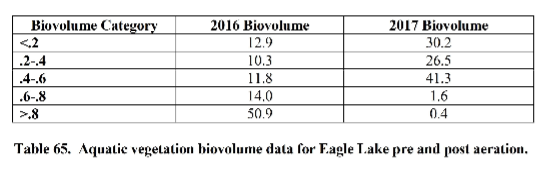 Biovolume Category 2016 Biovolume 2017 Biovolume
<.2 12.9 30.2
.2-.4 10.3 26.5
.4-.6 11.8 41.3
.6-.8 14.0 1.6
>.8 50.9 0.4
Table 65. Aquatic vegetation biovolume data for Eagle Lake pre and post aeration.